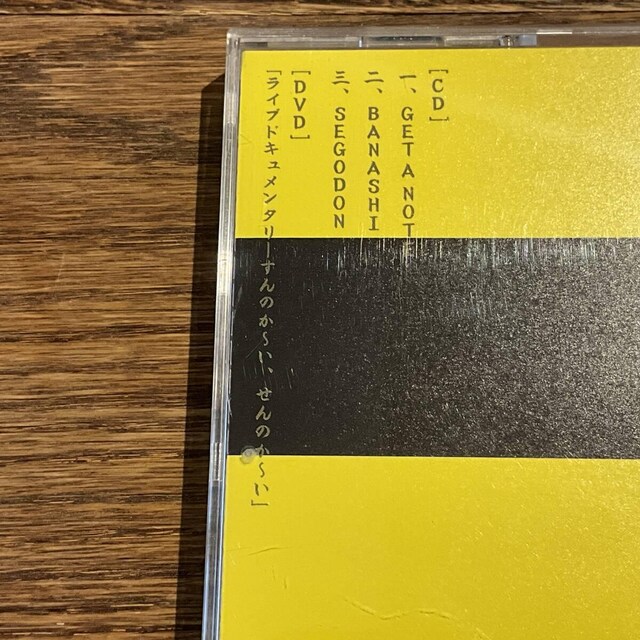 [CD]
一、GETA NOTE
二、BANASHI
三、SEGODON
[DVD]
「ライブドキュメンタリーすんのか〜い、せんのか〜い」